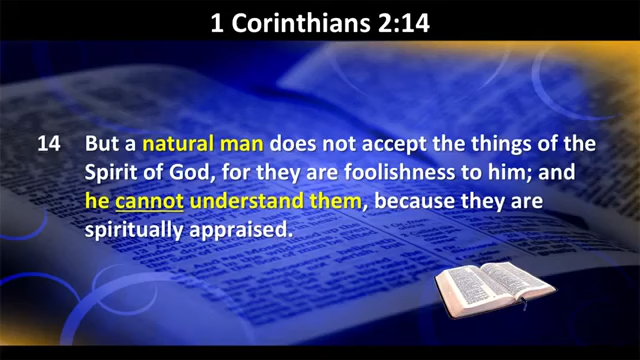 1 Corinthians 2:14
14 But a natural man does not accept the things of the
Spirit of God, for they are foolishness to him; and
he cannot understand them, because they are
spiritually appraised.